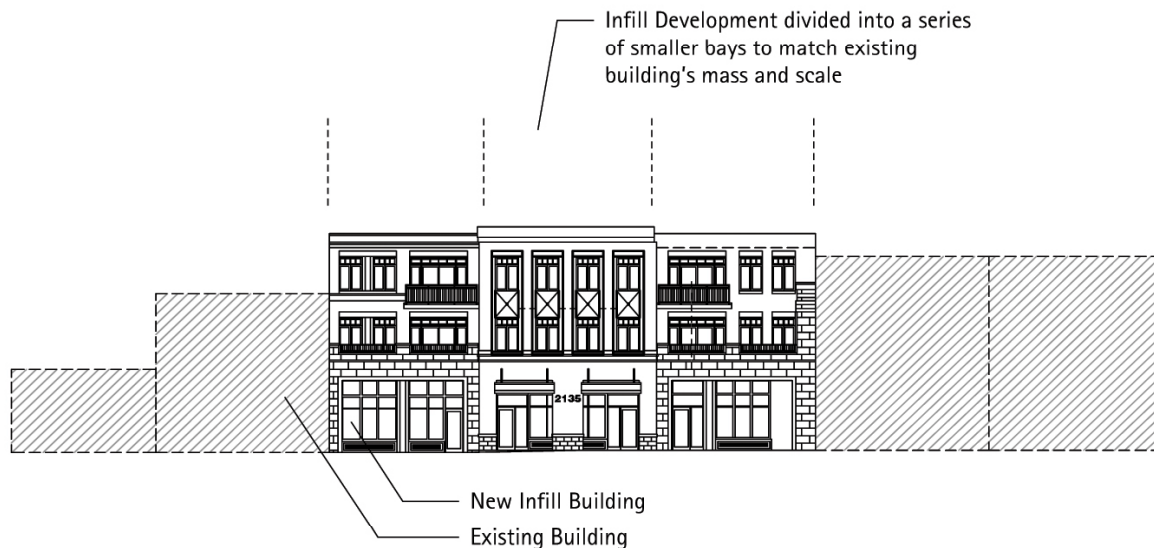 Infill Development divided into a series
of smaller bays to match existing
building's mass and scale
2135
New Infill Building
Existing Building